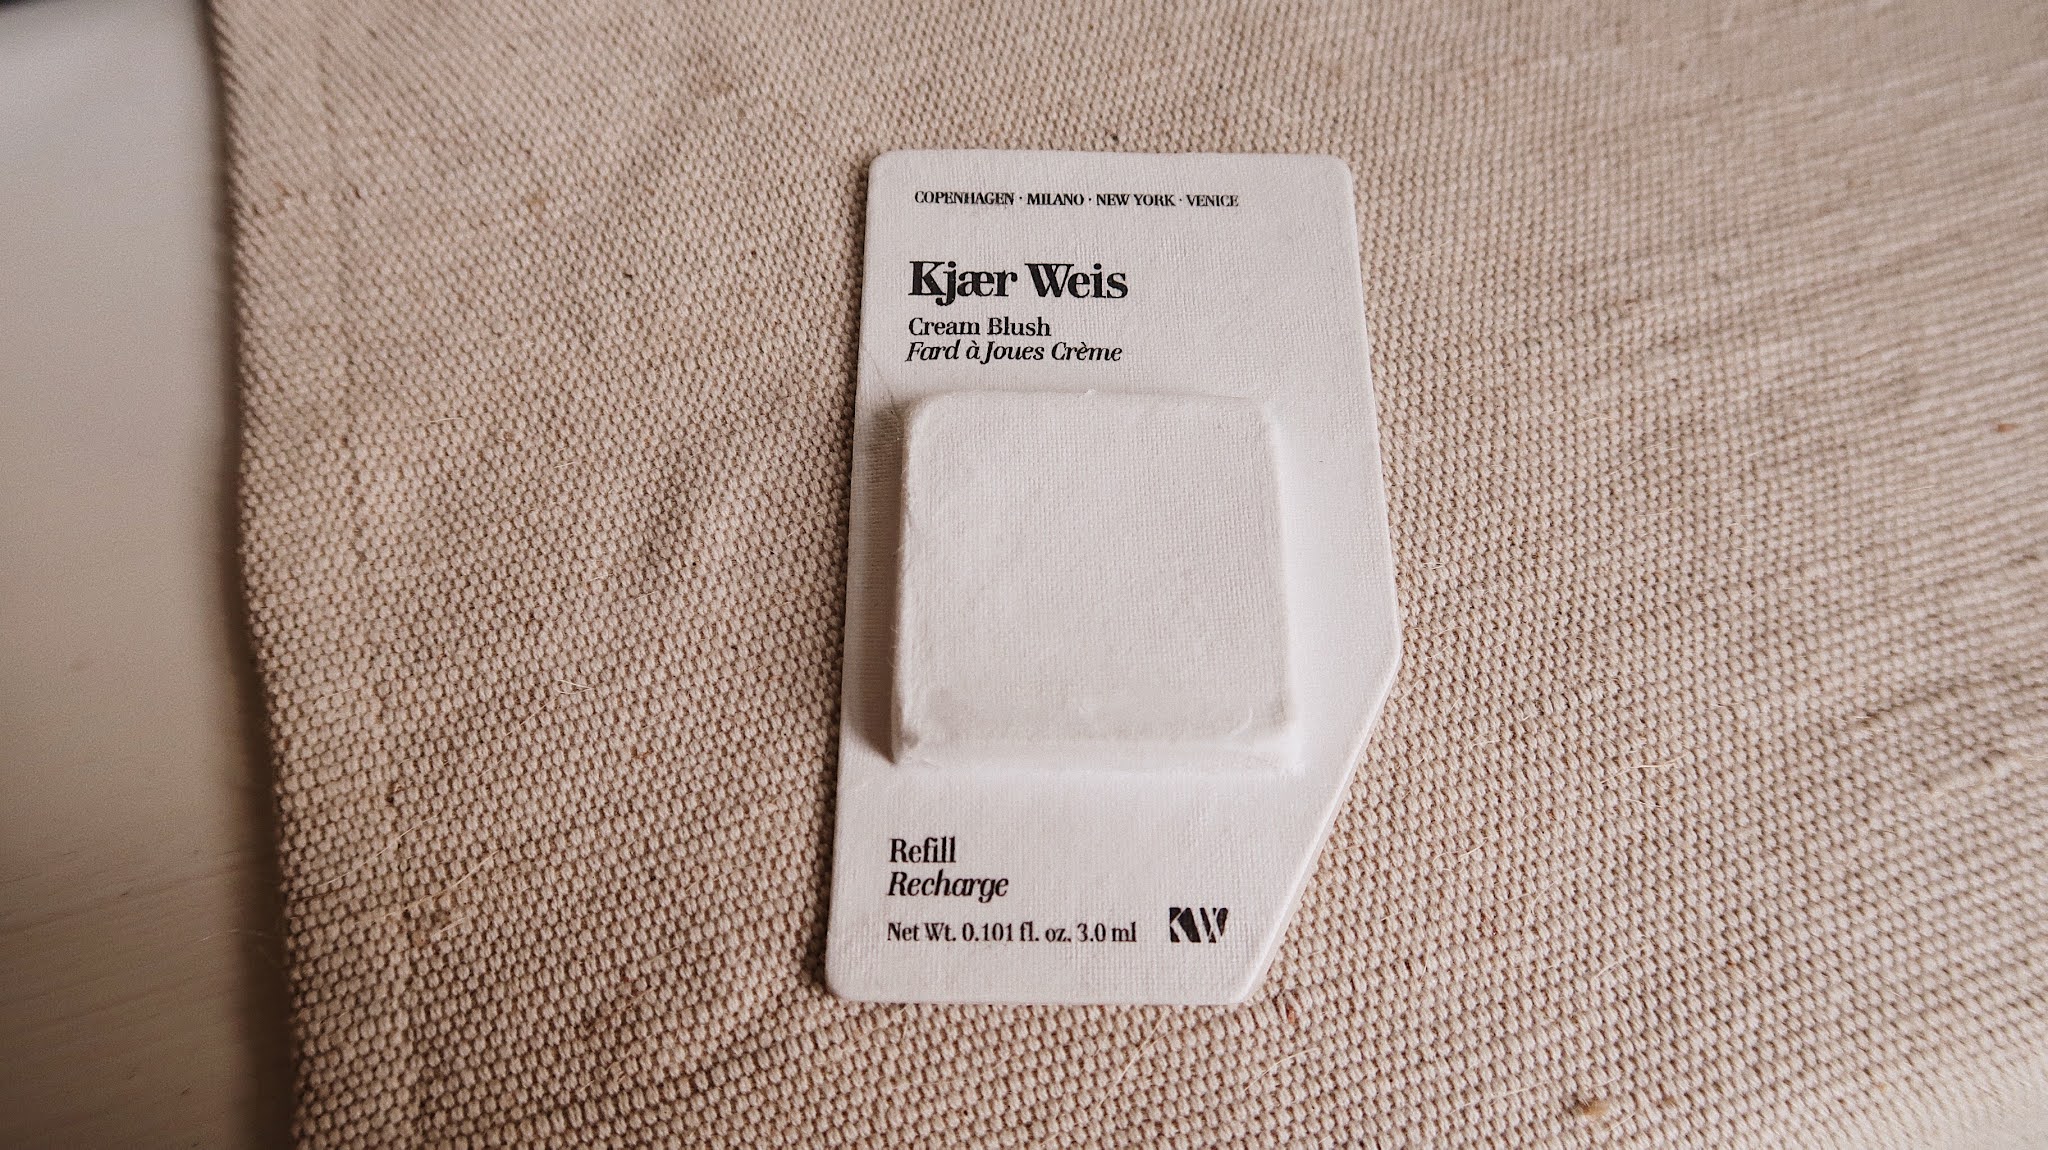 COPENHAGEN · MILANO · NEW YORK · VENICE
Kjær Weis
Cream Blush
Fard à Joues Crème
Refill
Recharge
Net Wt. 0.101 fl. oz. 3.0 ml
KW